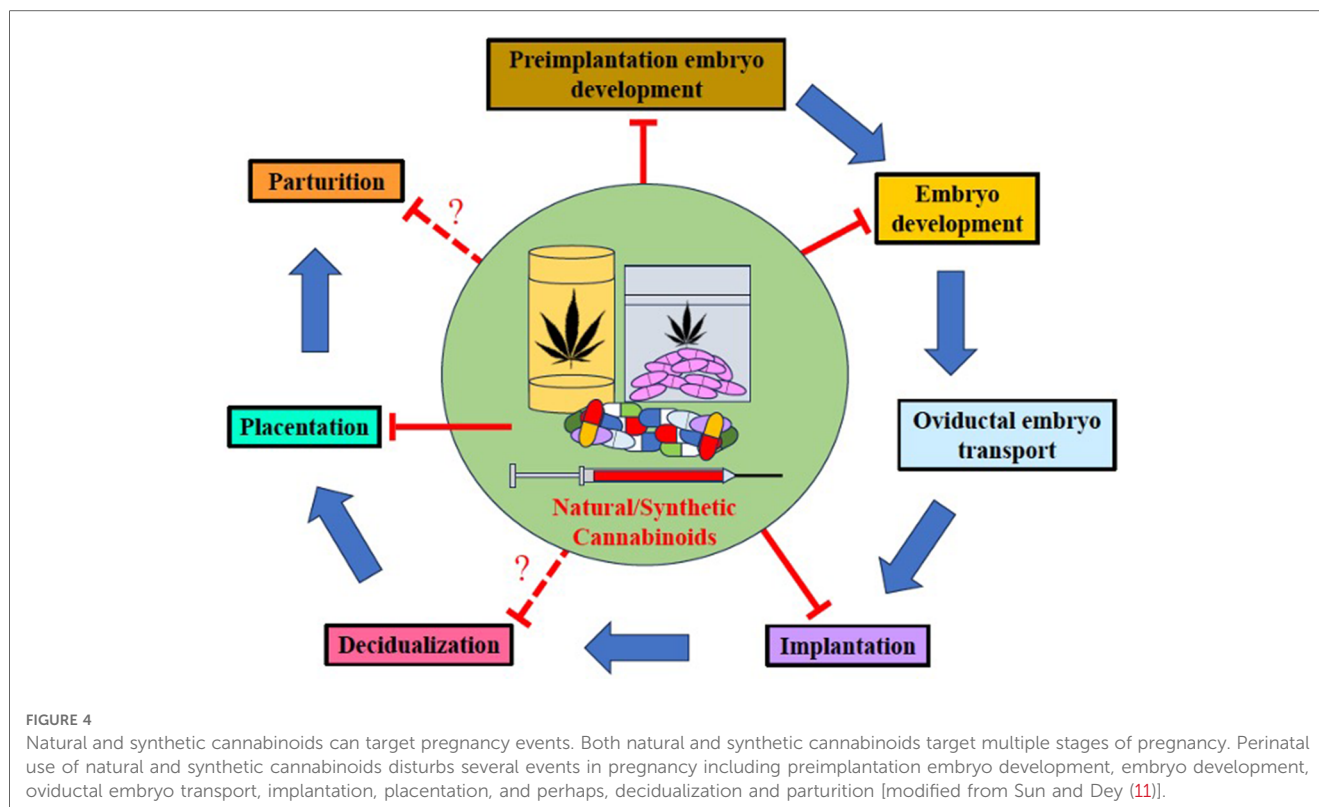 Preimplantation embryo
development
Parturition
?
Embryo
development
Placentation
Oviductal embryo
transport
Natural/Synthetic
Cannabinoids
?
Decidualization
Implantation
FIGURE 4
Natural and synthetic cannabinoids can target pregnancy events. Both natural and synthetic cannabinoids target multiple stages of pregnancy. Perinatal
use of natural and synthetic cannabinoids disturbs several events in pregnancy including preimplantation embryo development, embryo development,
oviductal embryo transport, implantation, placentation, and perhaps, decidualization and parturition [modified from Sun and Dey (11)].